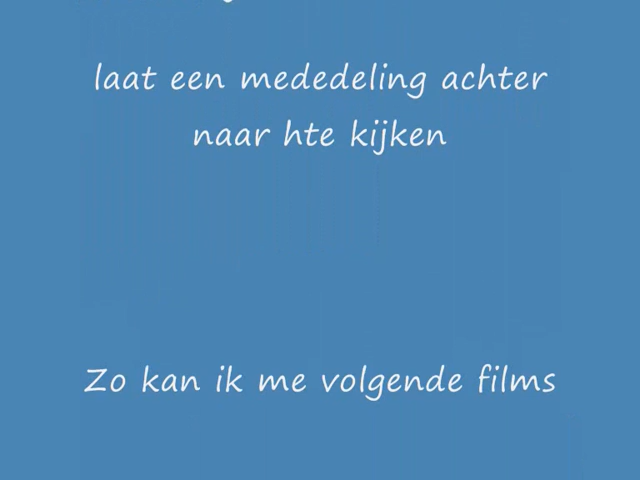 laat een mededeling achter
naar hte kijken
Zo kan ik me volgende films